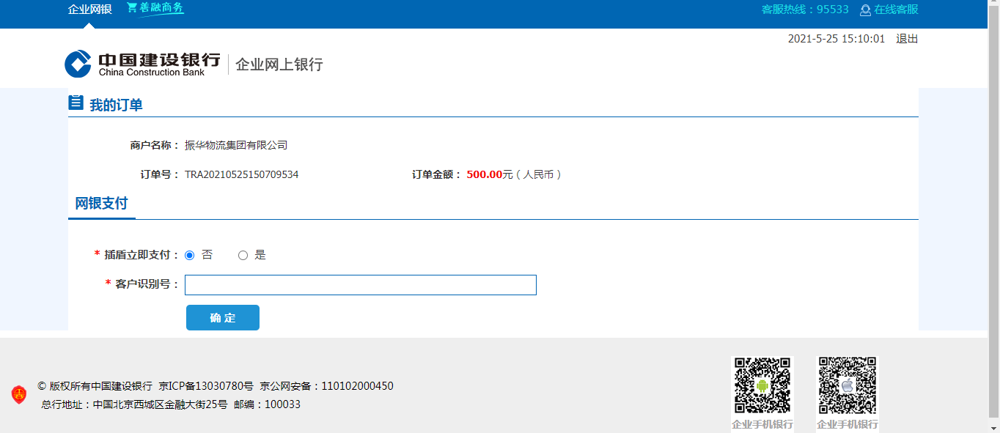 企业网银 善融商务 客服热线：95533 在线客服
2021-5-25 15:10:01 退出
中国建设银行 企业网上银行
China Construction Bank
我的订单
商户名称： 振华物流集团有限公司
订单号： TRA20210525150709534 订单金额： 500.00元（人民币）
网银支付
* 插盾立即支付： 否 是
* 客户识别号：
确 定
© 版权所有中国建设银行 京ICP备13030780号 京公网安备：110102000450
总行地址：中国北京西城区金融大街25号 邮编：100033
企业手机银行 企业手机银行